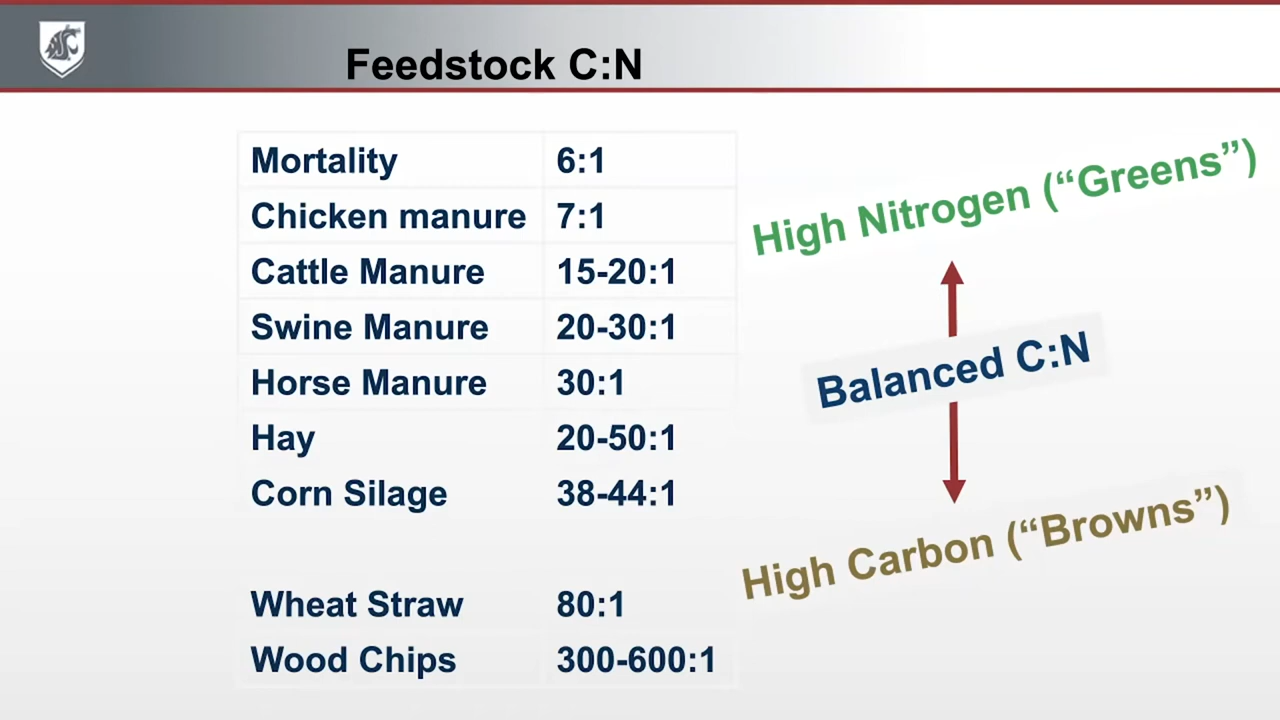 Feedstock C:N
Mortality 6:1
Chicken manure 7:1
Cattle Manure 15-20:1
Swine Manure 20-30:1
Horse Manure 30:1
Hay 20-50:1
Corn Silage 38-44:1
Wheat Straw 80:1
Wood Chips 300-600:1
High Nitrogen (“Greens”)
Balanced C:N
High Carbon (“Browns”)